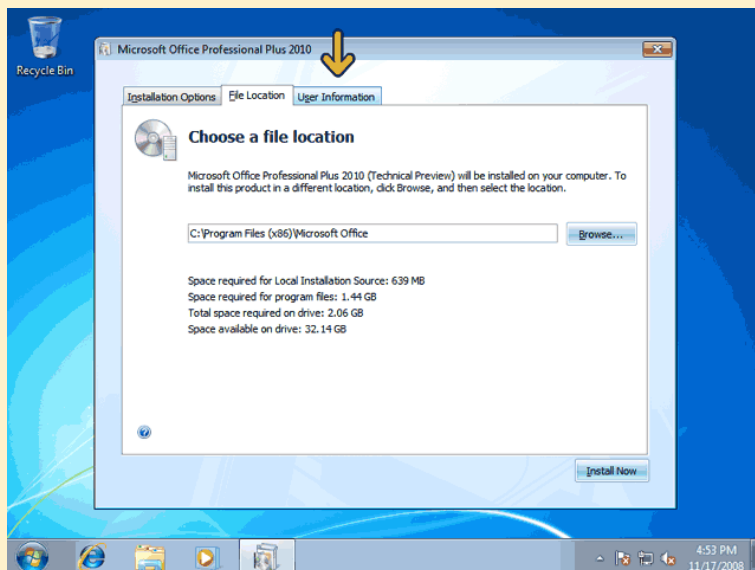 Recycle Bin
Microsoft Office Professional Plus 2010
Installation Options File Location User Information
Choose a file location
Microsoft Office Professional Plus 2010 (Technical Preview) will be installed on your computer. To
install this product in a different location, click Browse, and then select the location.
C:\Program Files (x86)\Microsoft Office
Browse...
Space required for Local Installation Source: 639 MB
Space required for program files: 1.44 GB
Total space required on drive: 2.06 GB
Space available on drive: 32.14 GB
Install Now
4:53 PM
11/17/2008